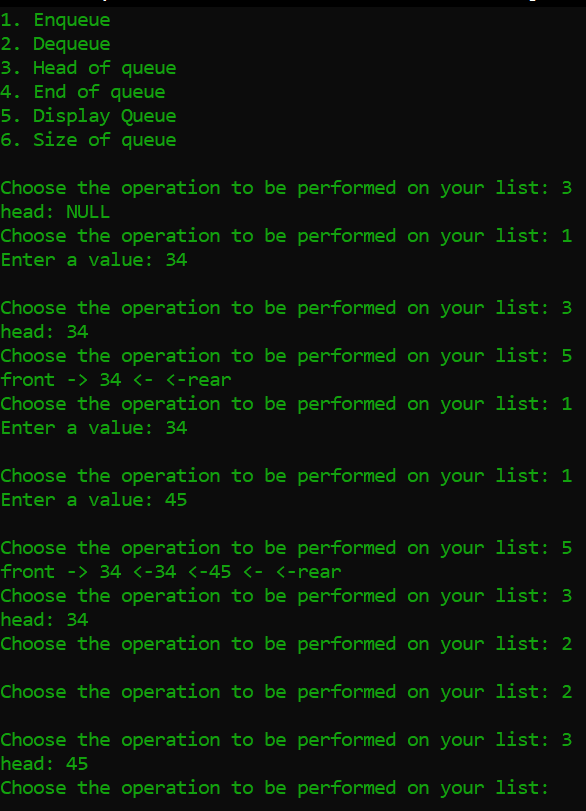 1. Enqueue
2. Dequeue
3. Head of queue
4. End of queue
5. Display Queue
6. Size of queue
Choose the operation to be performed on your list: 3
head: NULL
Choose the operation to be performed on your list: 1
Enter a value: 34
Choose the operation to be performed on your list: 3
head: 34
Choose the operation to be performed on your list: 5
front -> 34 <- <-rear
Choose the operation to be performed on your list: 1
Enter a value: 34
Choose the operation to be performed on your list: 1
Enter a value: 45
Choose the operation to be performed on your list: 5
front -> 34 <-34 <-45 <- <-rear
Choose the operation to be performed on your list: 3
head: 34
Choose the operation to be performed on your list: 2
Choose the operation to be performed on your list: 2
Choose the operation to be performed on your list: 3
head: 45
Choose the operation to be performed on your list: